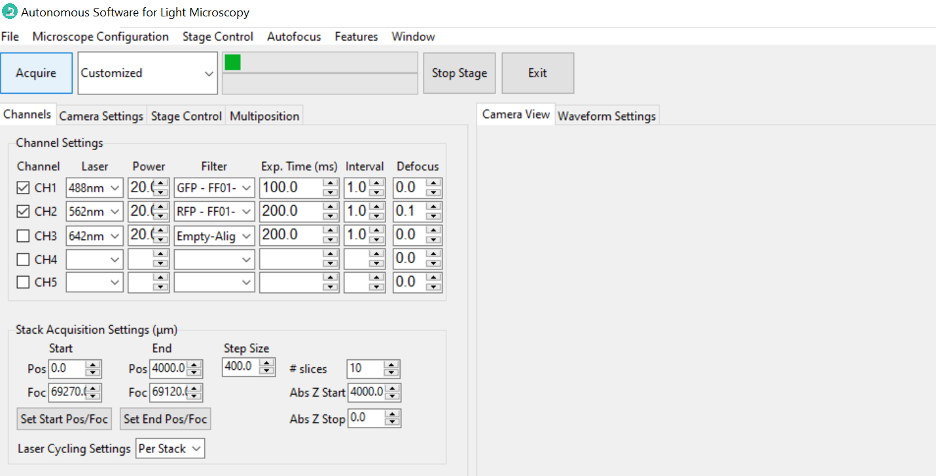 Autonomous Software for Light Microscopy
File Microscope Configuration Stage Control Autofocus Features Window
Acquire Customized Stop Stage Exit
Channels Camera Settings Stage Control Multiposition Camera View Waveform Settings
Channel Settings
Channel Laser Power Filter Exp. Time (ms) Interval Defocus
CH1 488nm 20.( GFP - FF01- 100.0 1.0 0.0
CH2 562nm 20.( RFP - FF01- 200.0 1.0 0.1
CH3 642nm 20.( Empty-Alig 200.0 1.0 0.0
CH4 0.0
CH5 0.0
Stack Acquisition Settings (µm)
Start End Step Size
Pos 0.0 Pos 4000.0 400.0 # slices 10
Foc 69270.( Foc 69120.( Abs Z Start 4000.0
Set Start Pos/Foc Set End Pos/Foc Abs Z Stop 0.0
Laser Cycling Settings Per Stack